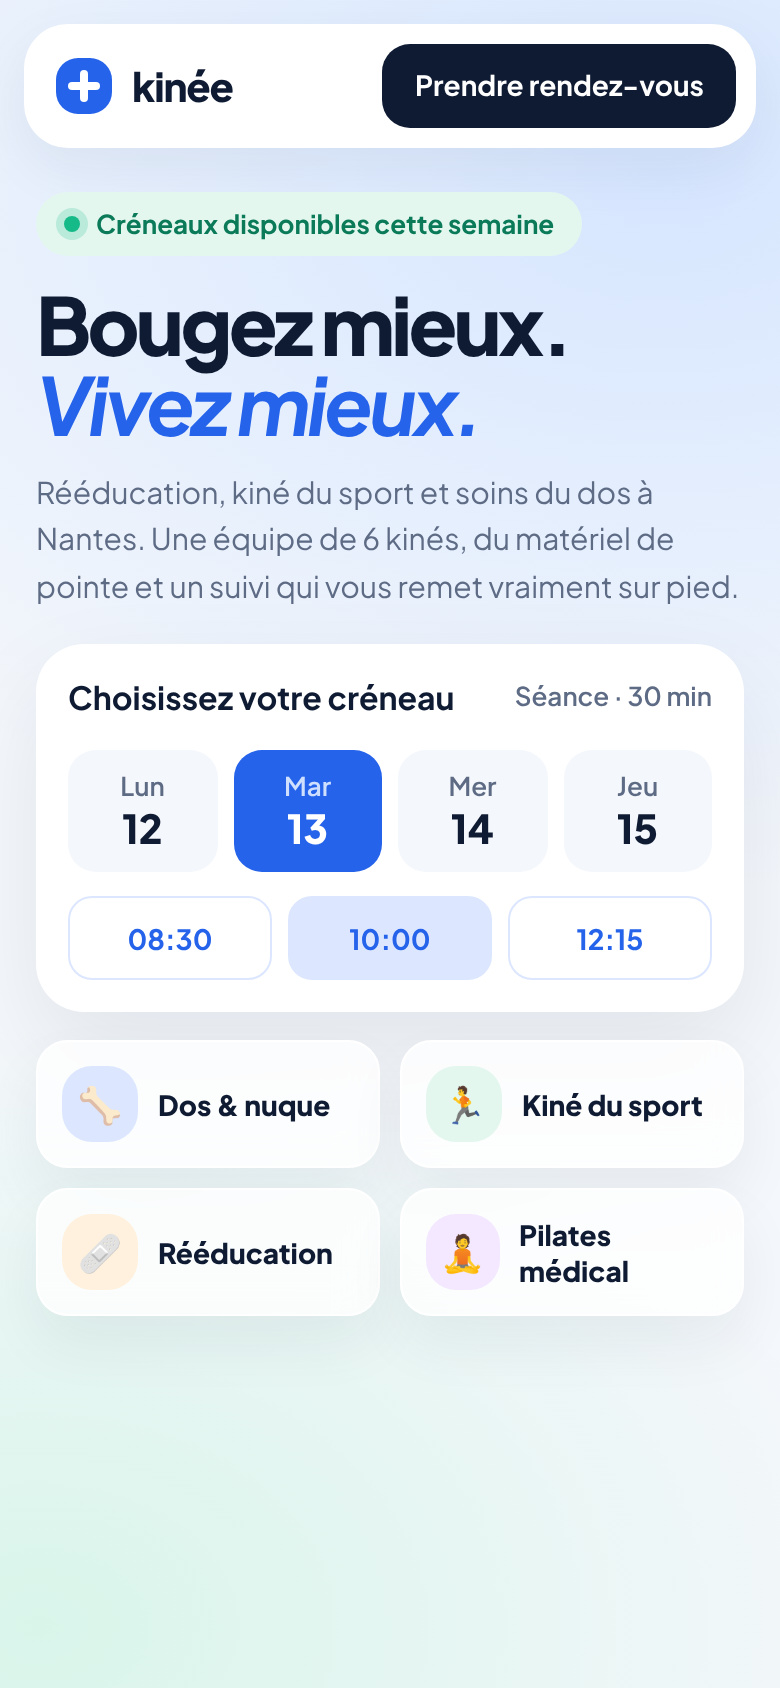 kinée
Prendre rendez-vous
Créneaux disponibles cette semaine
Bougez mieux.
Vivez mieux.
Rééducation, kiné du sport et soins du dos à
Nantes. Une équipe de 6 kinés, du matériel de
pointe et un suivi qui vous remet vraiment sur pied.
Choisissez votre créneau
Séance · 30 min
Lun
12
Mar
13
Mer
14
Jeu
15
08:30
10:00
12:15
Dos & nuque
Kiné du sport
Rééducation
Pilates
médical